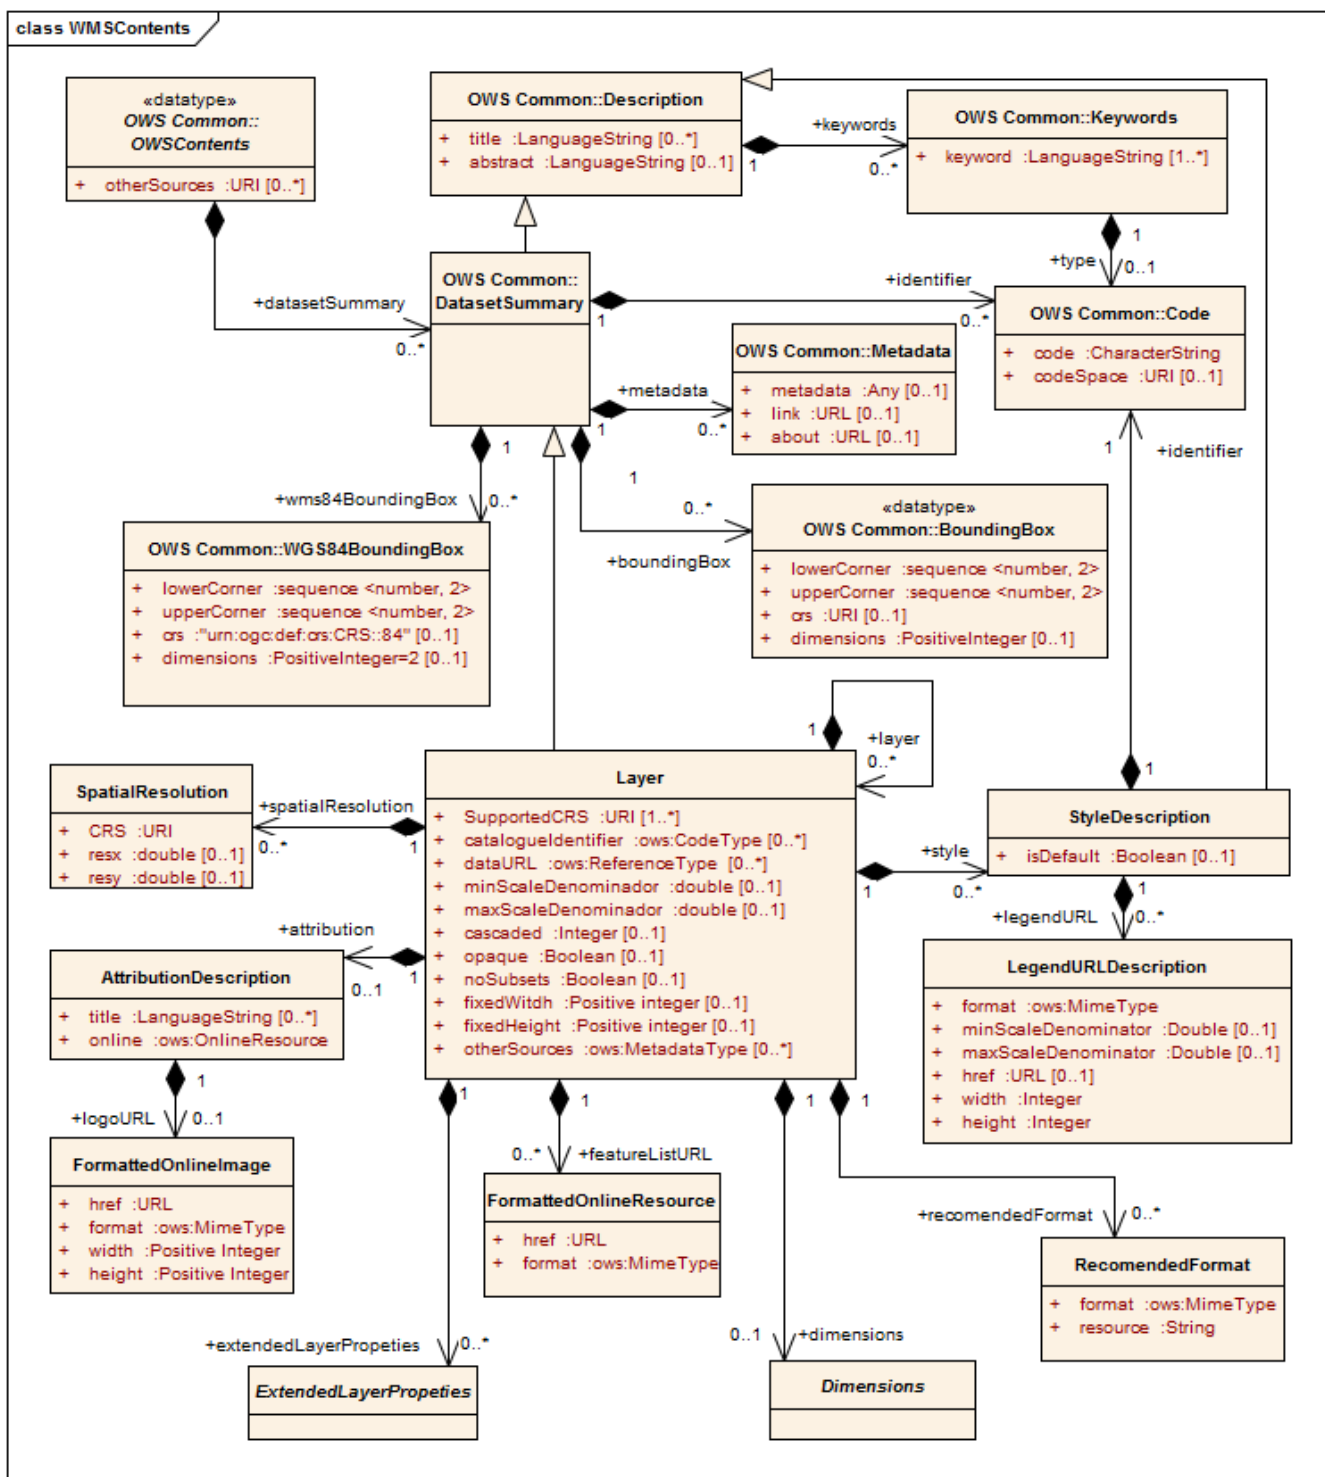 class WMSContents
«datatype»
OWS Common::
OWSContents
+ otherSources :URI [0..*]
OWS Common::Description
+ title :LanguageString [0..*]
+ abstract :LanguageString [0..1]
+keywords
1
0..*
OWS Common::Keywords
+ keyword :LanguageString [1..*]
1
+type
0..1
+datasetSummary
0..*
OWS Common::
DatasetSummary
+identifier
1
0..*
OWS Common::Code
+ code :CharacterString
+ codeSpace :URI [0..1]
+metadata
1
0..*
OWS Common::Metadata
+ metadata :Any [0..1]
+ link :URL [0..1]
+ about :URL [0..1]
1
+identifier
1
+wms84BoundingBox
0..*
OWS Common::WGS84BoundingBox
+ lowerCorner :sequence <number, 2>
+ upperCorner :sequence <number, 2>
+ crs :"urn:ogc:def:crs:CRS::84" [0..1]
+ dimensions :PositiveInteger=2 [0..1]
1
0..*
+boundingBox
«datatype»
OWS Common::BoundingBox
+ lowerCorner :sequence <number, 2>
+ upperCorner :sequence <number, 2>
+ crs :URI [0..1]
+ dimensions :PositiveInteger [0..1]
1
+layer
0..*
Layer
+ SupportedCRS :URI [1..*]
+ catalogueIdentifier :ows:CodeType [0..*]
+ dataURL :ows:ReferenceType [0..*]
+ minScaleDenominador :double [0..1]
+ maxScaleDenominador :double [0..1]
+ cascaded :Integer [0..1]
+ opaque :Boolean [0..1]
+ noSubsets :Boolean [0..1]
+ fixedWitdh :Positive integer [0..1]
+ fixedHeight :Positive integer [0..1]
+ otherSources :ows:MetadataType [0..*]
SpatialResolution
+ CRS :URI
+ resx :double [0..1]
+ resy :double [0..1]
+spatialResolution
0..*
1
+style
1
0..*
1
StyleDescription
+ isDefault :Boolean [0..1]
1
+legendURL
0..*
LegendURLDescription
+ format :ows:MimeType
+ minScaleDenominator :Double [0..1]
+ maxScaleDenominator :Double [0..1]
+ href :URL [0..1]
+ width :Integer
+ height :Integer
+attribution
0..1
1
AttributionDescription
+ title :LanguageString [0..*]
+ online :ows:OnlineResource
1
+logoURL
0..1
FormattedOnlineImage
+ href :URL
+ format :ows:MimeType
+ width :Positive Integer
+ height :Positive Integer
1
1
1
1
0..*
+featureListURL
FormattedOnlineResource
+ href :URL
+ format :ows:MimeType
+recomendedFormat
0..*
RecomendedFormat
+ format :ows:MimeType
+ resource :String
+extendedLayerPropeties
0..*
ExtendedLayerPropeties
0..1
+dimensions
Dimensions